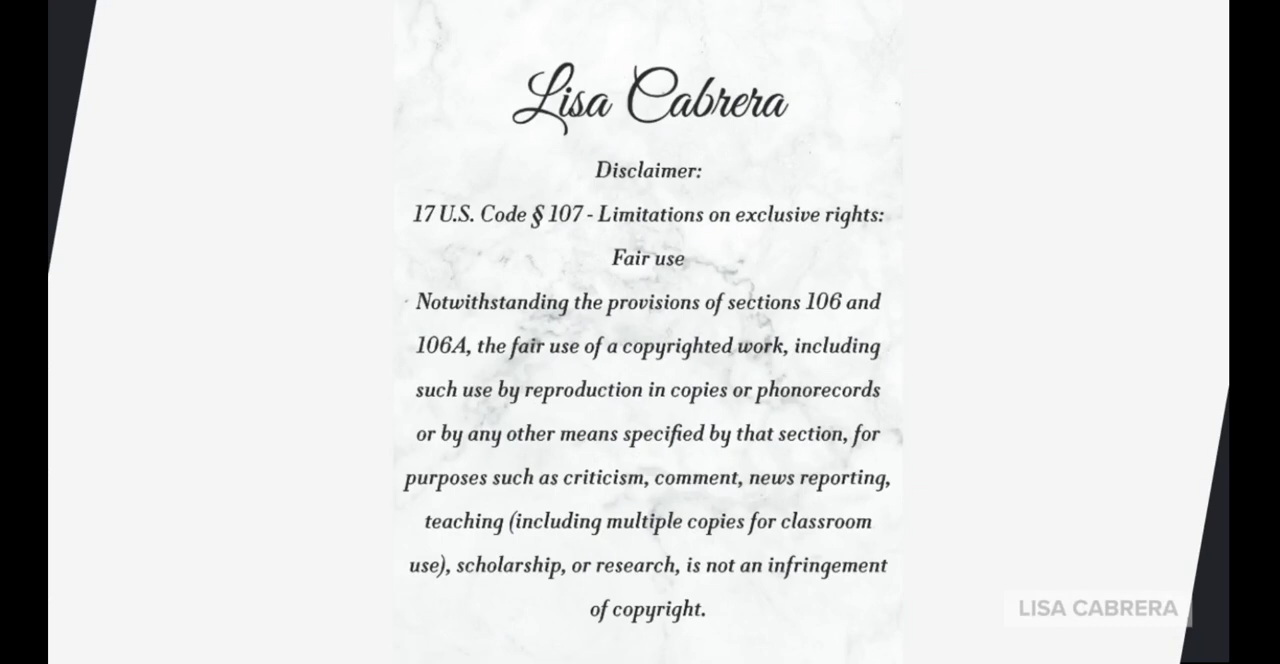 Lisa Cabrera
Disclaimer:
17 U.S. Code § 107 - Limitations on exclusive rights:
Fair use
Notwithstanding the provisions of sections 106 and
106A, the fair use of a copyrighted work, including
such use by reproduction in copies or phonorecords
or by any other means specified by that section, for
purposes such as criticism, comment, news reporting,
teaching (including multiple copies for classroom
use), scholarship, or research, is not an infringement
of copyright.
LISA CABRERA